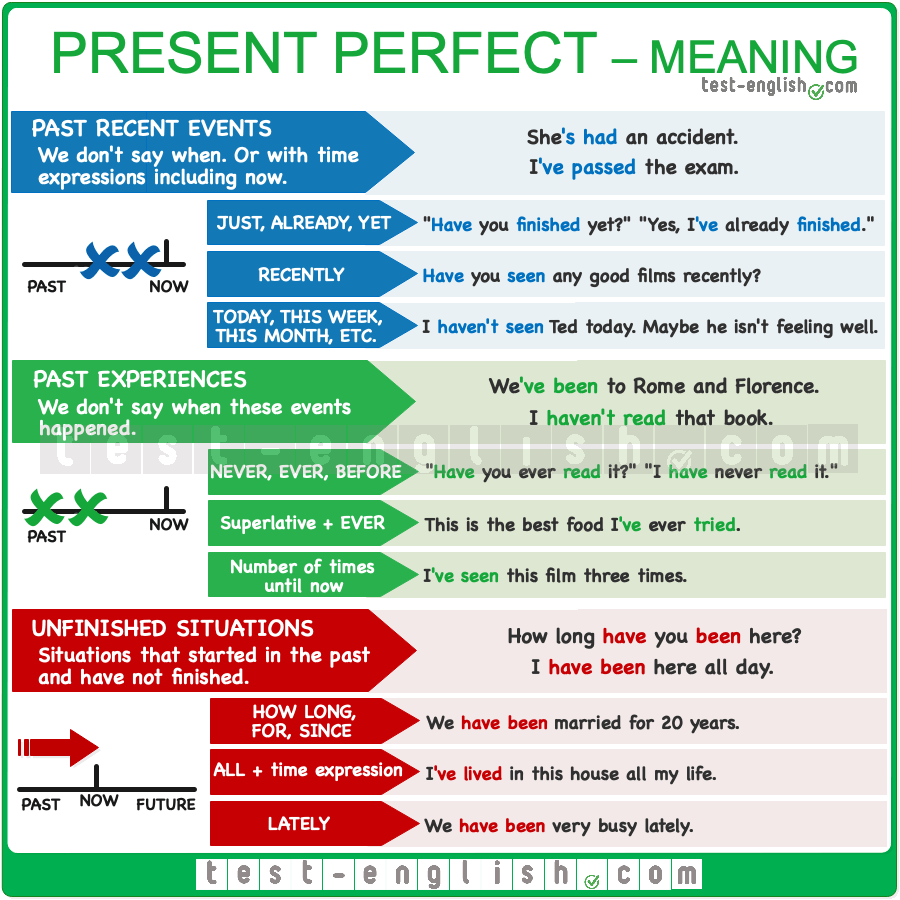 PRESENT PERFECT – MEANING
test-english.com
PAST RECENT EVENTS
We don't say when. Or with time
expressions including now.
She's had an accident.
I've passed the exam.
PAST
NOW
JUST, ALREADY, YET
"Have you finished yet?" "Yes, I've already finished."
RECENTLY
Have you seen any good films recently?
TODAY, THIS WEEK,
THIS MONTH, ETC.
I haven't seen Ted today. Maybe he isn't feeling well.
PAST EXPERIENCES
We don't say when these events
happened.
We've been to Rome and Florence.
I haven't read that book.
test-english.com
PAST
NOW
NEVER, EVER, BEFORE
"Have you ever read it?" "I have never read it."
Superlative + EVER
This is the best food I've ever tried.
Number of times
until now
I've seen this film three times.
UNFINISHED SITUATIONS
Situations that started in the past
and have not finished.
How long have you been here?
I have been here all day.
PAST
NOW
FUTURE
HOW LONG,
FOR, SINCE
We have been married for 20 years.
ALL + time expression
I've lived in this house all my life.
LATELY
We have been very busy lately.
test-english.com